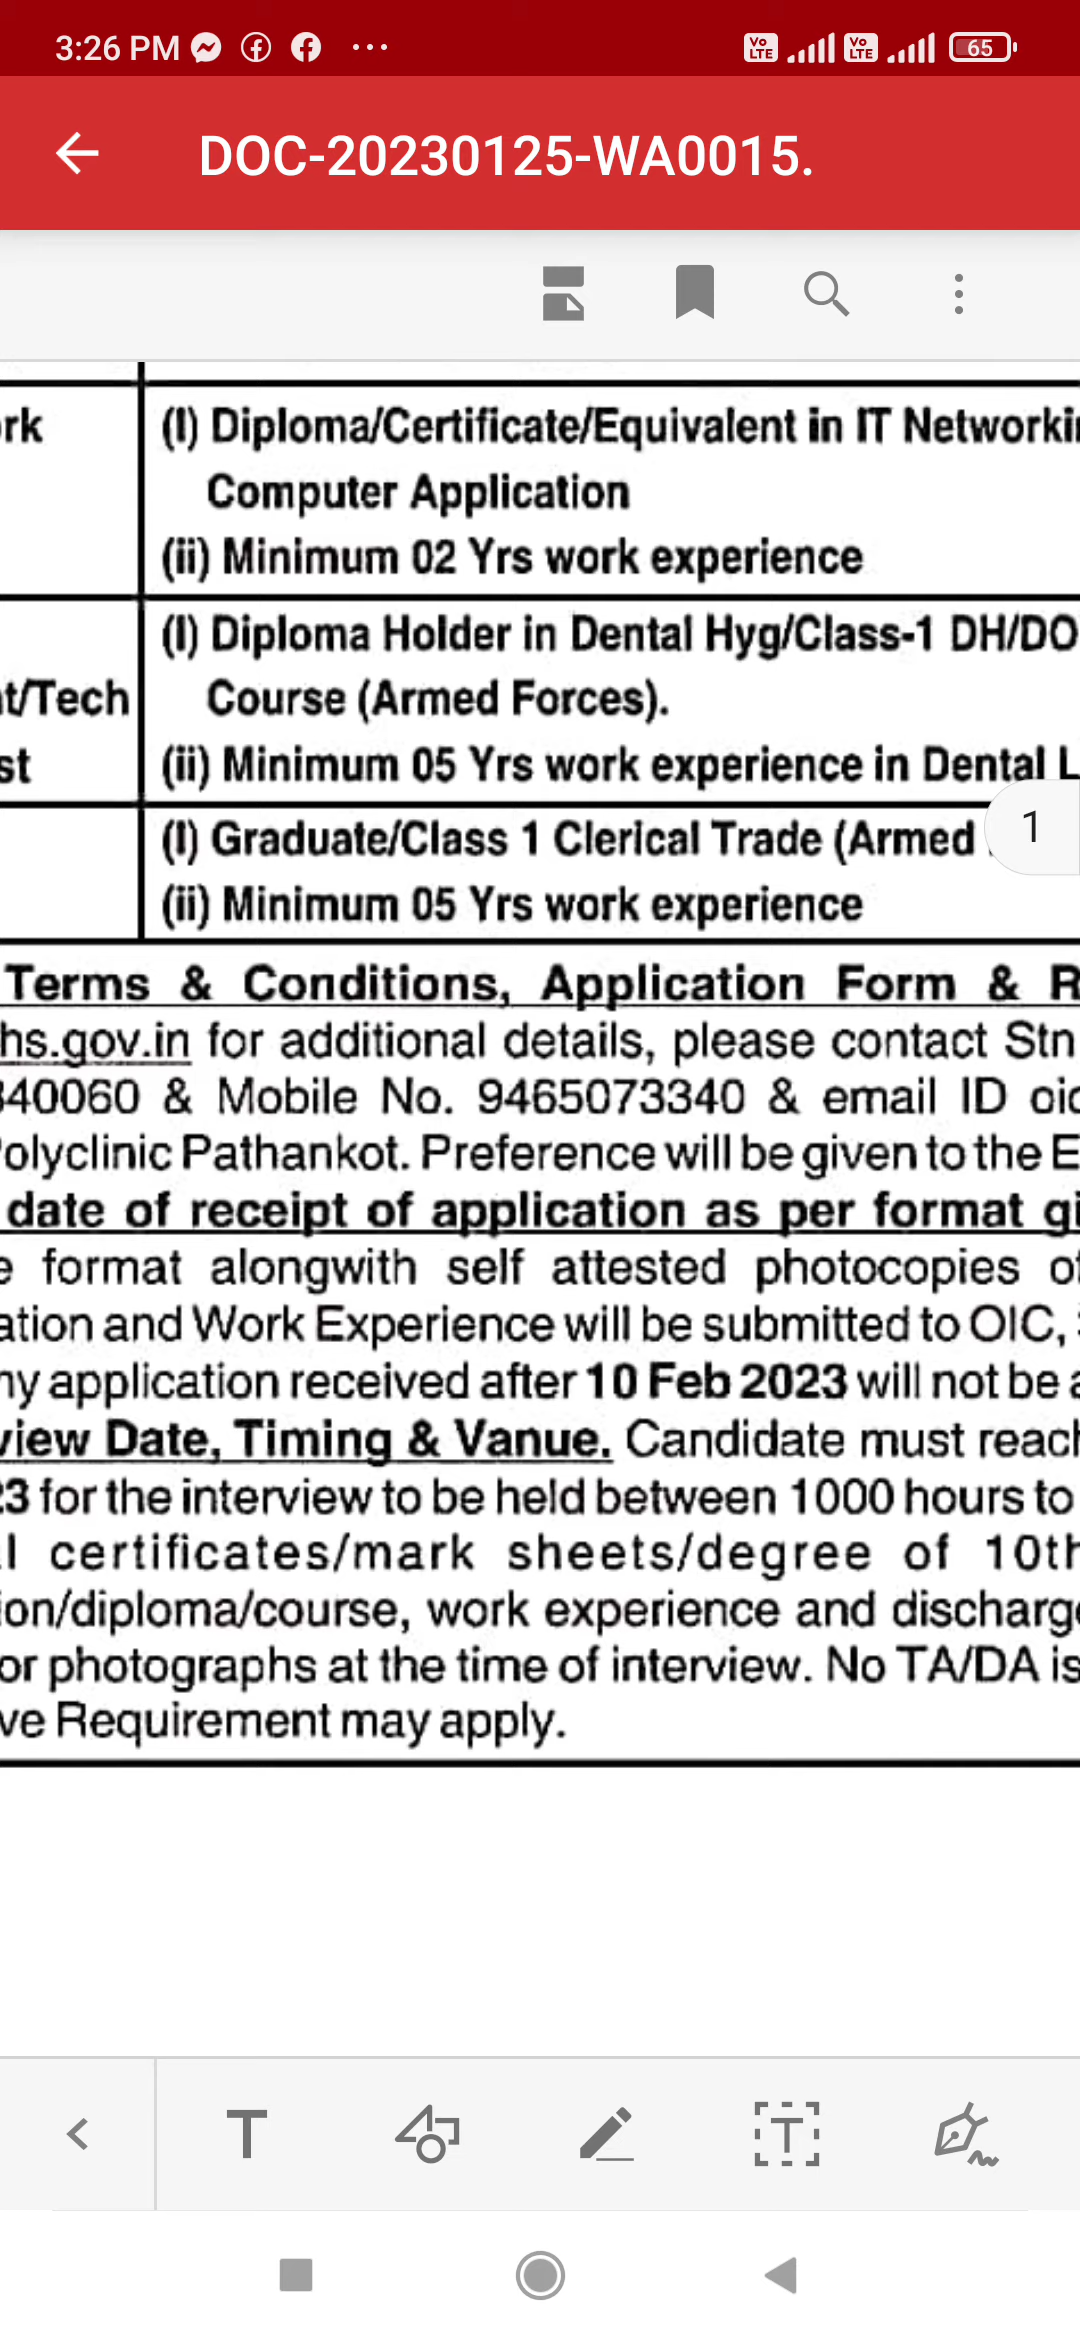 3:26 PM
Vo LTE Vo LTE 65
DOC-20230125-WA0015.
rk (I) Diploma/Certificate/Equivalent in IT Networki
Computer Application
(ii) Minimum 02 Yrs work experience
(I) Diploma Holder in Dental Hyg/Class-1 DH/DO
t/Tech Course (Armed Forces).
st (ii) Minimum 05 Yrs work experience in Dental L
(I) Graduate/Class 1 Clerical Trade (Armed
1
(ii) Minimum 05 Yrs work experience
Terms & Conditions, Application Form & R
hs.gov.in for additional details, please contact Stn
340060 & Mobile No. 9465073340 & email ID oic
olyclinic Pathankot. Preference will be given to the E
date of receipt of application as per format gi
e format alongwith self attested photocopies of
ation and Work Experience will be submitted to OIC,
ny application received after 10 Feb 2023 will not be a
view Date, Timing & Vanue. Candidate must reach
23 for the interview to be held between 1000 hours to
l certificates/mark sheets/degree of 10th
ion/diploma/course, work experience and discharge
or photographs at the time of interview. No TA/DA is
ve Requirement may apply.